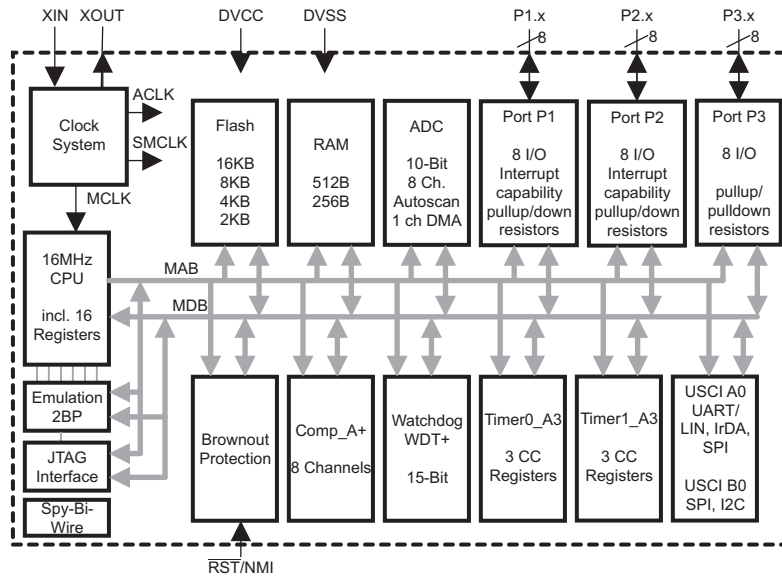 XIN XOUT DVCC DVSS P1.x P2.x P3.x
8 8 8
ACLK
Clock
System
SMCLK
MCLK
Flash
16KB
8KB
4KB
2KB
RAM
512B
256B
ADC
10-Bit
8 Ch.
Autoscan
1 ch DMA
Port P1
8 I/O
Interrupt
capability
pullup/down
resistors
Port P2
8 I/O
Interrupt
capability
pullup/down
resistors
Port P3
8 I/O
pullup/
pulldown
resistors
16MHz
CPU
incl. 16
Registers
MAB
MDB
Emulation
2BP
JTAG
Interface
Spy-Bi-
Wire
Brownout
Protection
Comp_A+
8 Channels
Watchdog
WDT+
15-Bit
Timer0_A3
3 CC
Registers
Timer1_A3
3 CC
Registers
USCI A0
UART/
LIN, IrDA,
SPI
USCI B0
SPI, I2C
RST/NMI